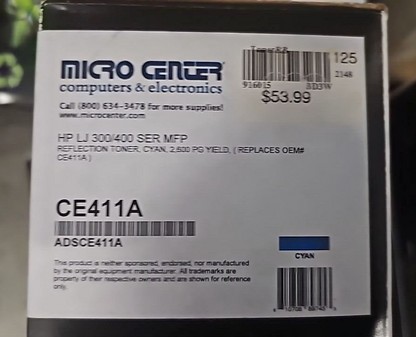 MICRO CENTER
computers & electronics
Call (800) 634-3478 for more supplies!
www.microcenter.com
125
2148
916015
$53.99
HP LJ 300/400 SER MFP
REFLECTION TONER, CYAN, 2,600 PG YIELD, ( REPLACES OEM#
CE411A )
CE411A
ADSCE411A
CYAN
This product is neither sponsored, endorsed, nor manufactured
by the original equipment manufacturer. All trademarks are
property of their respective owners and are shown for reference
only.